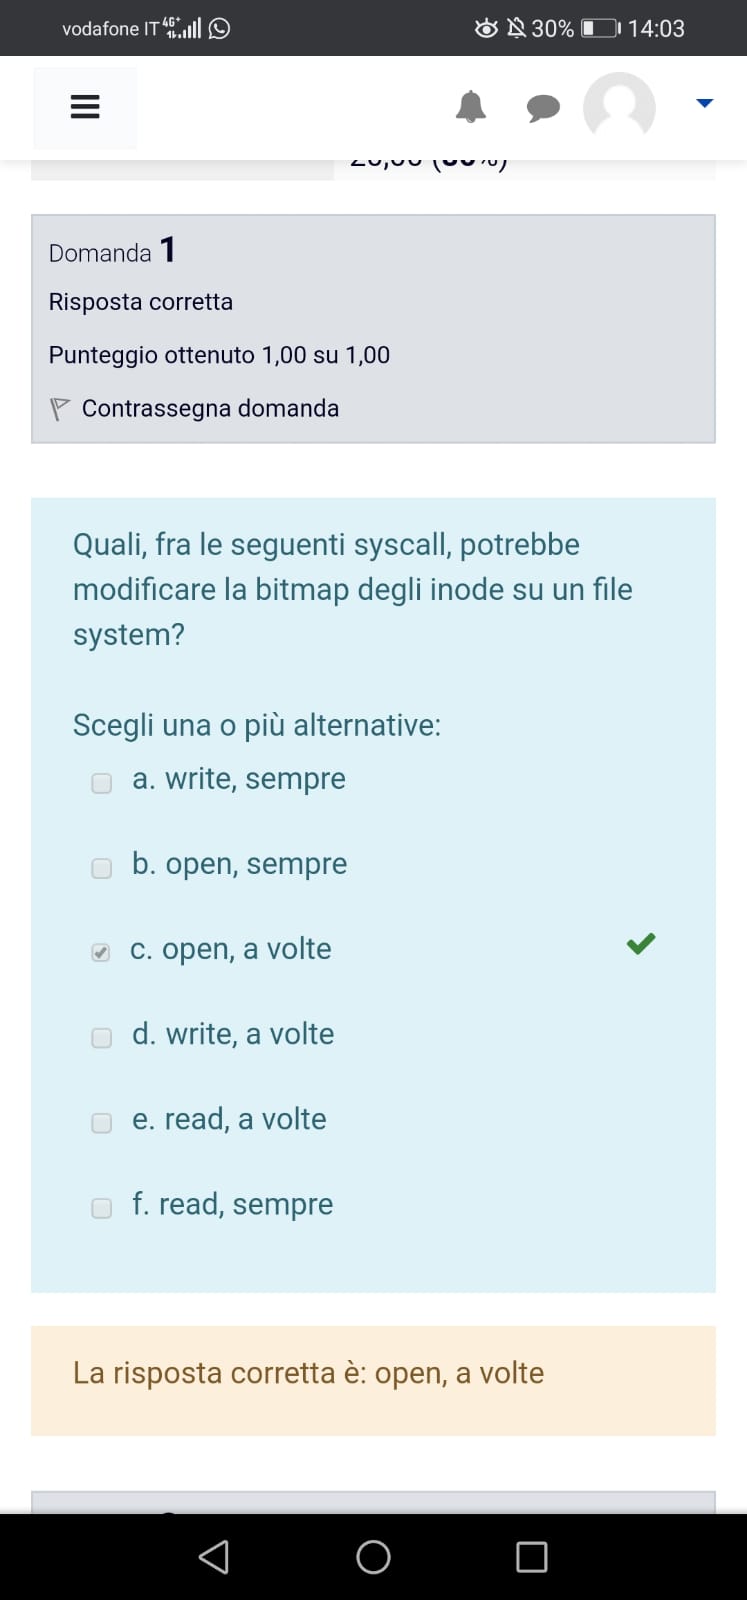 vodafone IT 4G+ 30% 14:03
Domanda 1
Risposta corretta
Punteggio ottenuto 1,00 su 1,00
Contrassegna domanda
Quali, fra le seguenti syscall, potrebbe
modificare la bitmap degli inode su un file
system?
Scegli una o più alternative:
a. write, sempre
b. open, sempre
c. open, a volte
d. write, a volte
e. read, a volte
f. read, sempre
La risposta corretta è: open, a volte